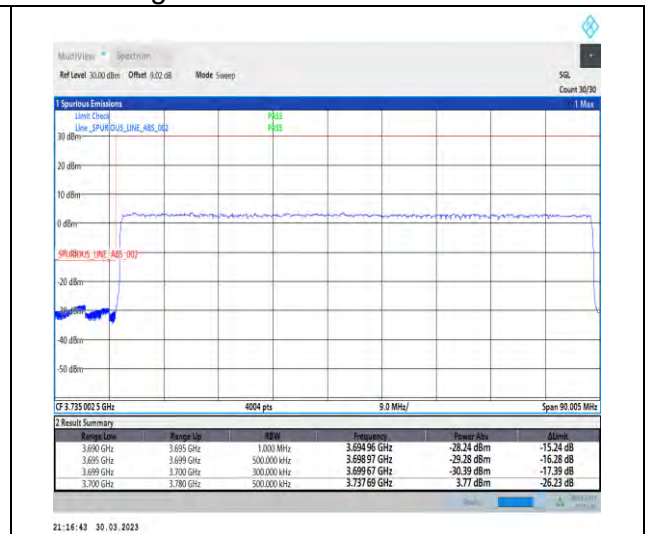 MultiView Spectrum
Ref Level 30.00 dBm Offset 9.02 dB Mode Sweep SGL
Count 30/30
1 Spurious Emissions 1 Max
Limit Check PASS
Line _SPURIOUS_LINE_ABS_002 PASS
30 dBm
20 dBm
10 dBm
0 dBm
_SPURIOUS_LINE_ABS_002
-20 dBm
-30 dBm
-40 dBm
-50 dBm
CF 3.735 002 5 GHz 4004 pts 9.0 MHz/ Span 90.005 MHz
2 Result Summary
Range Low Range Up RBW Frequency Power Abs ΔLimit
3.690 GHz 3.695 GHz 1.000 MHz 3.694 96 GHz -28.24 dBm -15.24 dB
3.695 GHz 3.699 GHz 500.000 kHz 3.698 97 GHz -29.28 dBm -16.28 dB
3.699 GHz 3.700 GHz 300.000 kHz 3.699 67 GHz -30.39 dBm -17.39 dB
3.700 GHz 3.780 GHz 500.000 kHz 3.737 69 GHz 3.77 dBm -26.23 dB
21:16:43 30.03.2023